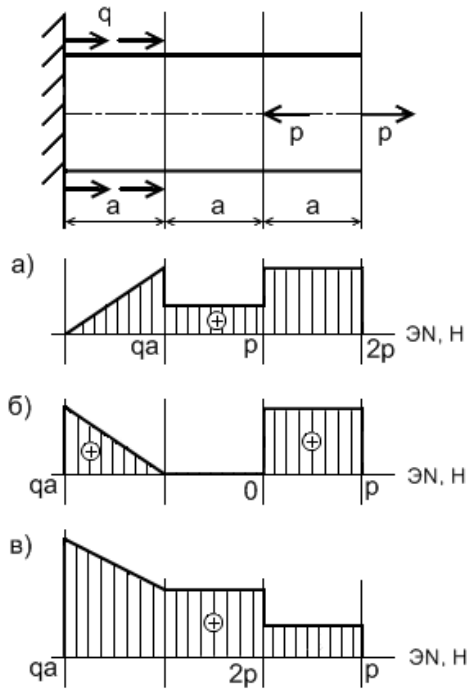 q
p p
a a a
а)
qa p 2p ЭN, Н
б)
qa 0 p ЭN, Н
в)
qa 2p p ЭN, Н